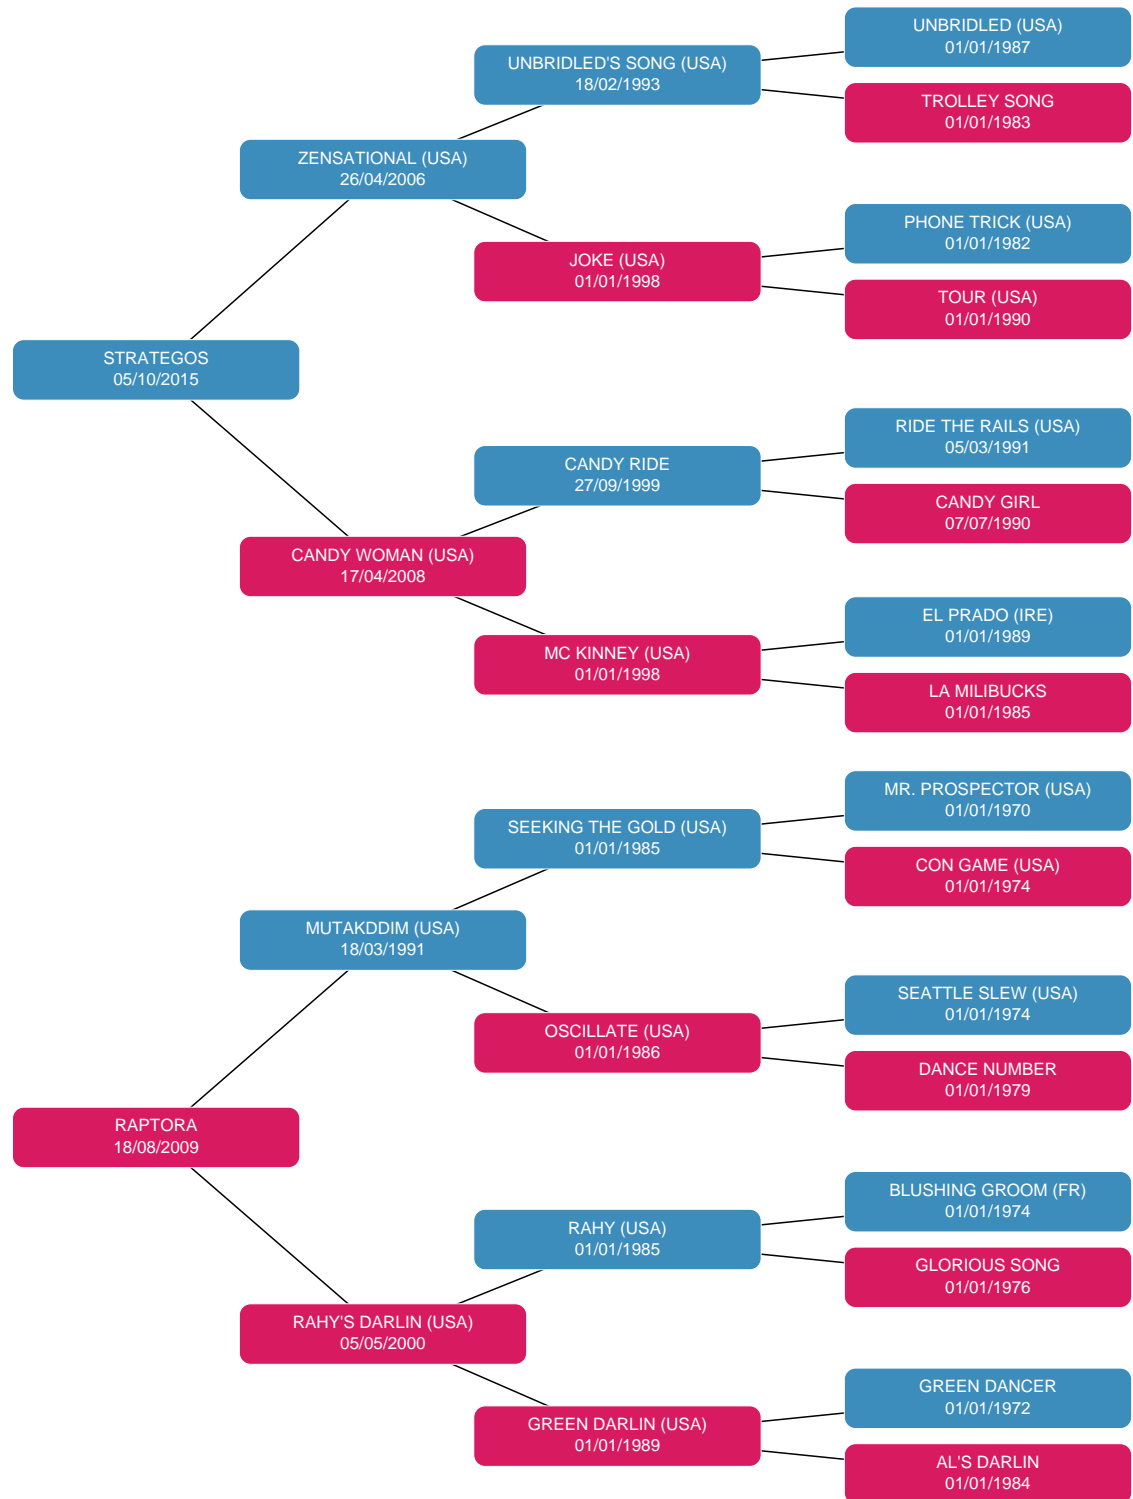 UNBRIDLED (USA)
01/01/1987
UNBRIDLED'S SONG (USA)
18/02/1993
TROLLEY SONG
01/01/1983
ZENSATIONAL (USA)
26/04/2006
PHONE TRICK (USA)
01/01/1982
JOKE (USA)
01/01/1998
TOUR (USA)
01/01/1990
STRATEGOS
05/10/2015
RIDE THE RAILS (USA)
05/03/1991
CANDY RIDE
27/09/1999
CANDY GIRL
07/07/1990
CANDY WOMAN (USA)
17/04/2008
EL PRADO (IRE)
01/01/1989
MC KINNEY (USA)
01/01/1998
LA MILIBUCKS
01/01/1985
MR. PROSPECTOR (USA)
01/01/1970
SEEKING THE GOLD (USA)
01/01/1985
CON GAME (USA)
01/01/1974
MUTAKDDIM (USA)
18/03/1991
SEATTLE SLEW (USA)
01/01/1974
OSCILLATE (USA)
01/01/1986
DANCE NUMBER
01/01/1979
RAPTORA
18/08/2009
BLUSHING GROOM (FR)
01/01/1974
RAHY (USA)
01/01/1985
GLORIOUS SONG
01/01/1976
RAHY'S DARLIN (USA)
05/05/2000
GREEN DANCER
01/01/1972
GREEN DARLIN (USA)
01/01/1989
AL'S DARLIN
01/01/1984